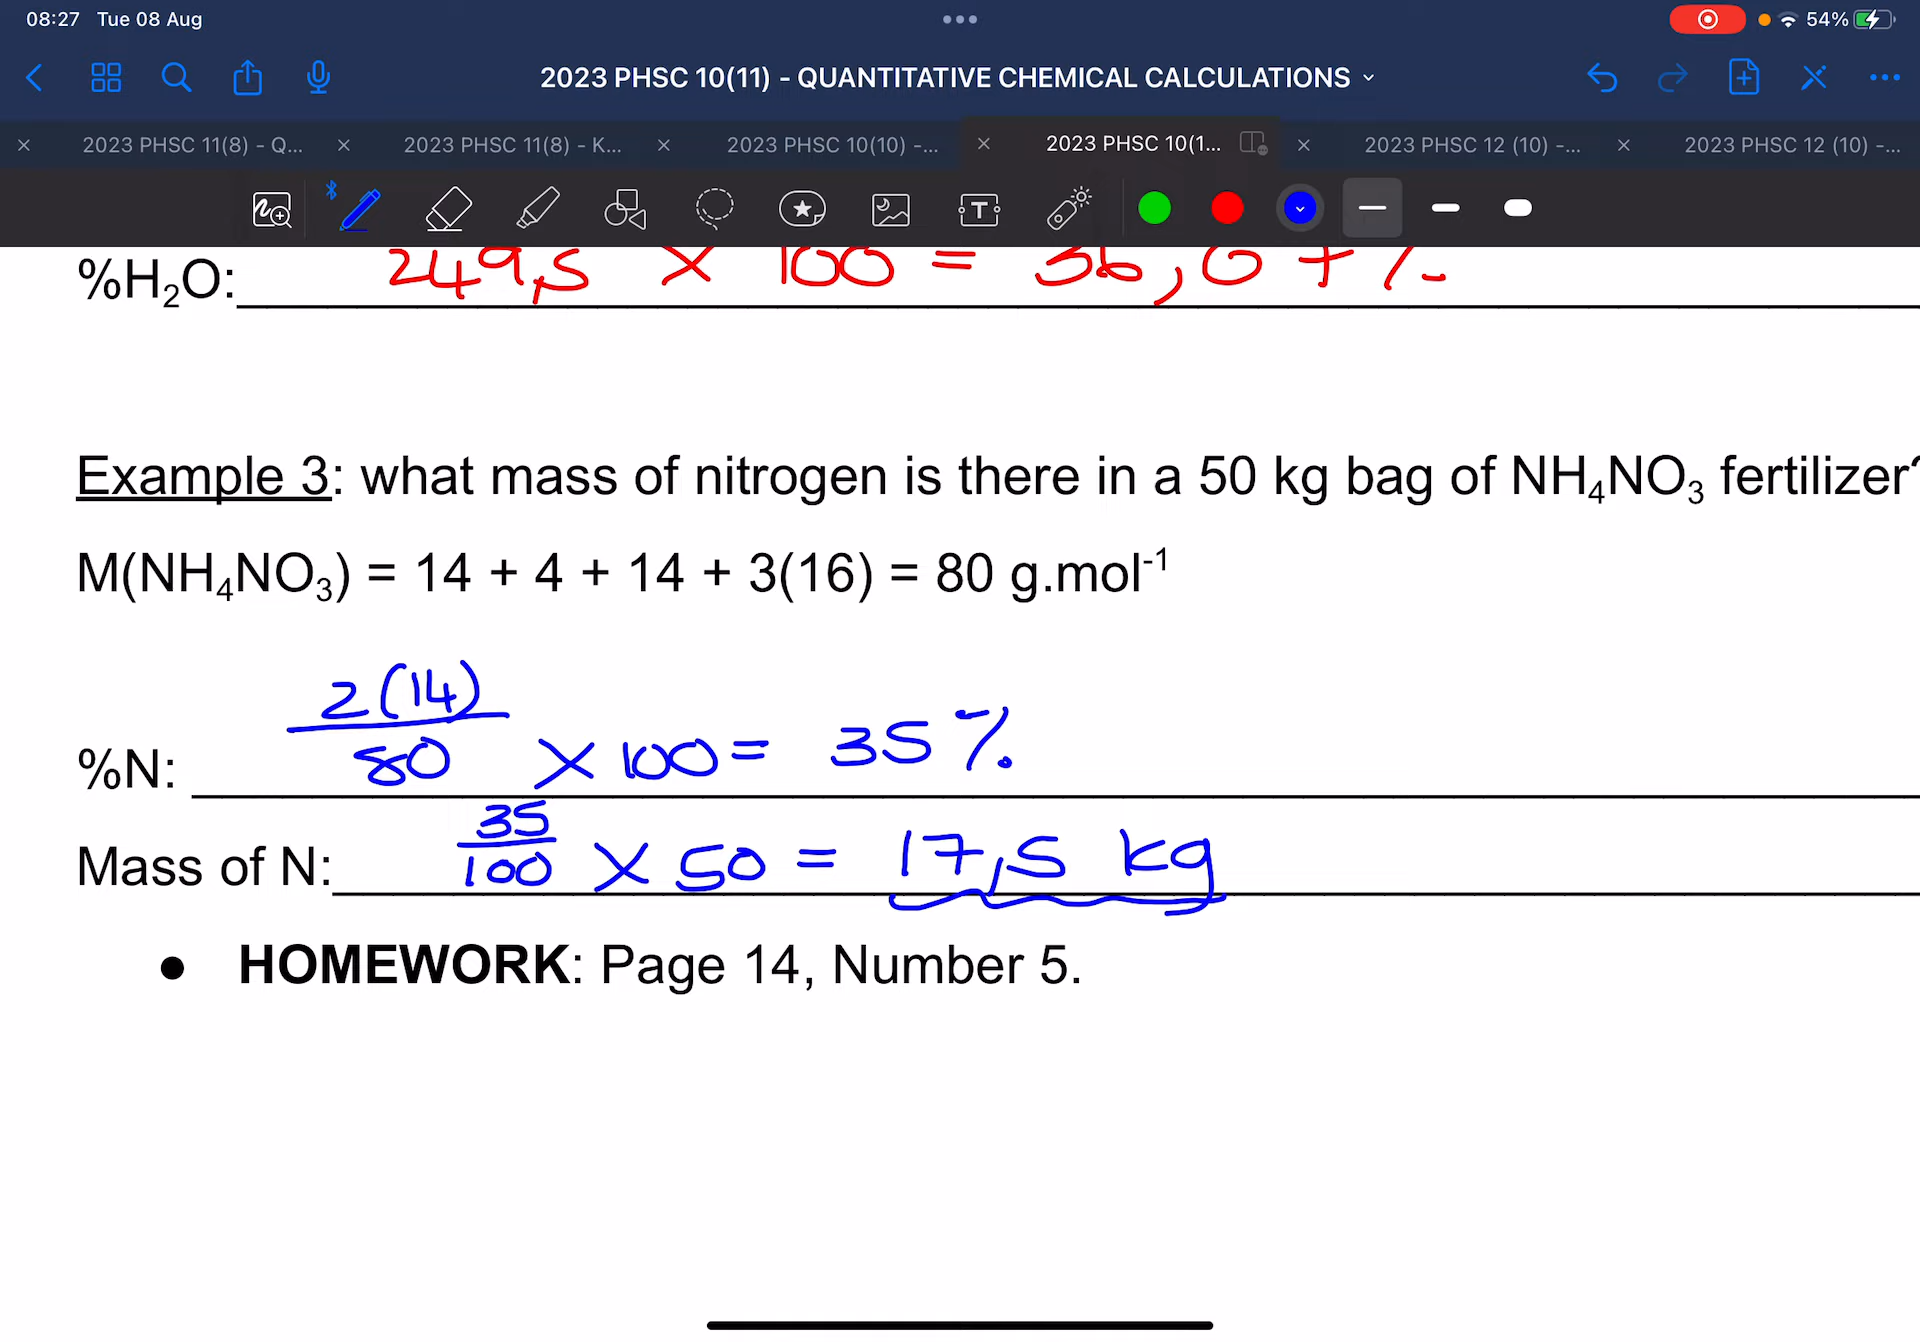 08:27 Tue 08 Aug
54%
2023 PHSC 10(11) - QUANTITATIVE CHEMICAL CALCULATIONS
2023 PHSC 11(8) - Q... 2023 PHSC 11(8) - K... 2023 PHSC 10(10) -... 2023 PHSC 10(1... 2023 PHSC 12 (10) -... 2023 PHSC 12 (10) -...
%H₂O: 249,5 × 100 = 36,07%
Example 3: what mass of nitrogen is there in a 50 kg bag of NH₄NO₃ fertilizer?
M(NH₄NO₃) = 14 + 4 + 14 + 3(16) = 80 g.mol⁻¹
%N: 2(14)/80 × 100 = 35%
Mass of N: 35/100 × 50 = 17,5 kg
● HOMEWORK: Page 14, Number 5.